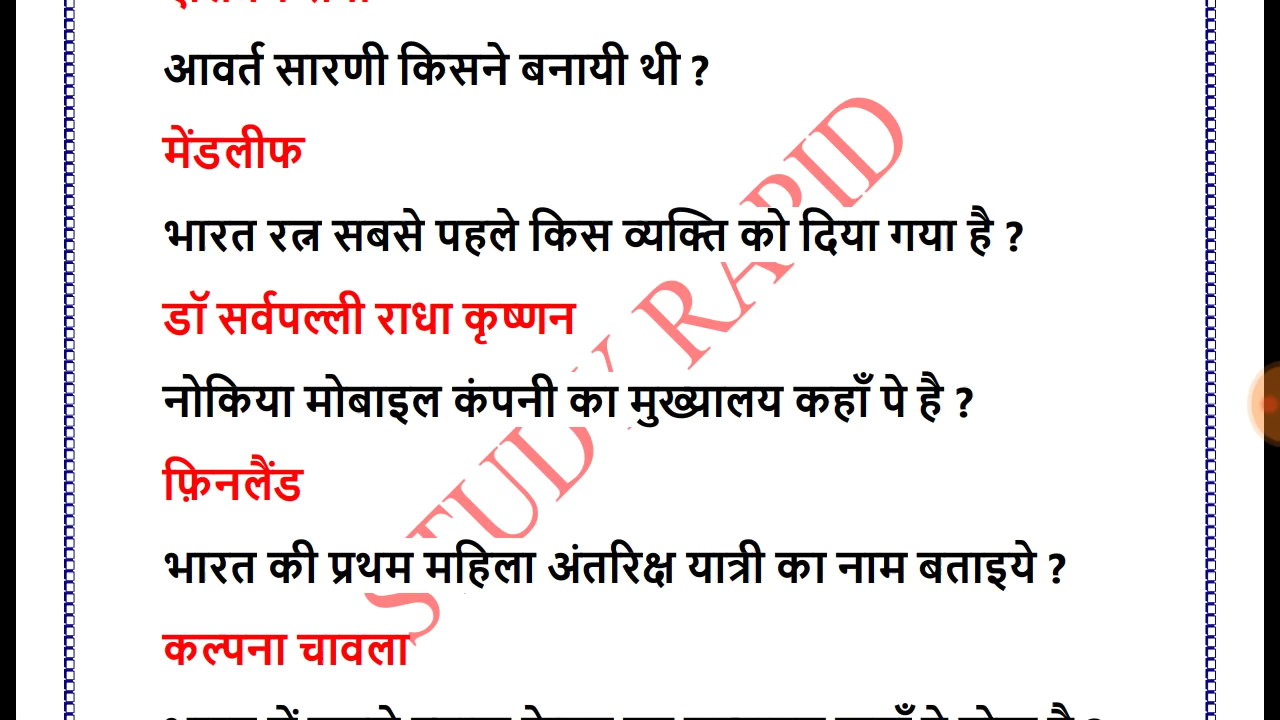 आवर्त सारणी किसने बनायी थी ?
मेंडलीफ
भारत रत्न सबसे पहले किस व्यक्ति को दिया गया है ?
डॉ सर्वपल्ली राधा कृष्णन
नोकिया मोबाइल कंपनी का मुख्यालय कहाँ पे है ?
फ़िनलैंड
भारत की प्रथम महिला अंतरिक्ष यात्री का नाम बताइये ?
कल्पना चावला
STUDY RAPID